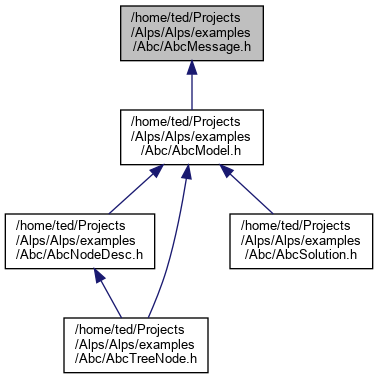 /home/ted/Projects
/Alps/Alps/examples
/Abc/AbcMessage.h
/home/ted/Projects
/Alps/Alps/examples
/Abc/AbcModel.h
/home/ted/Projects
/Alps/Alps/examples
/Abc/AbcNodeDesc.h
/home/ted/Projects
/Alps/Alps/examples
/Abc/AbcSolution.h
/home/ted/Projects
/Alps/Alps/examples
/Abc/AbcTreeNode.h